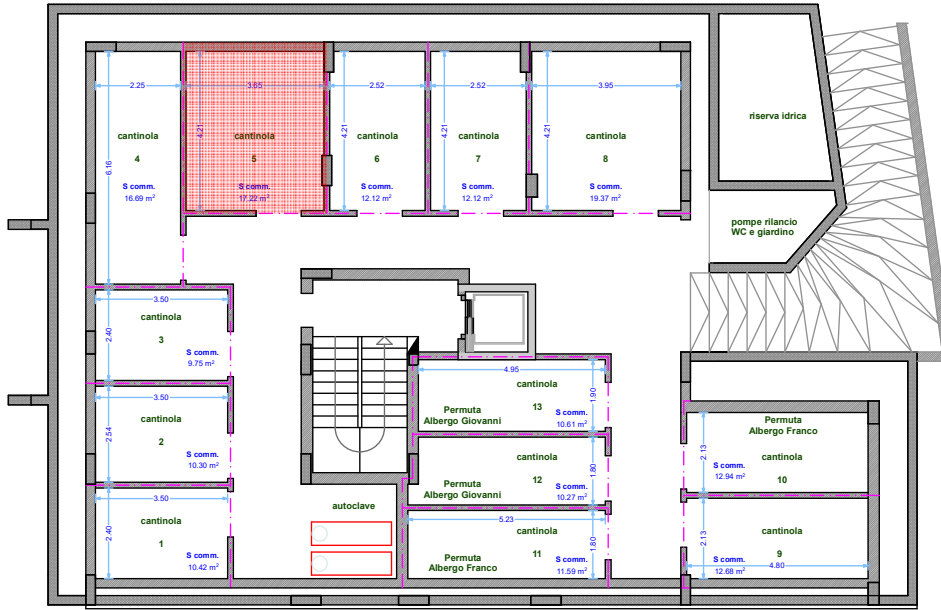 2.25
3.65
2.52
2.52
3.95
6.16
4.21
4.21
4.21
4.21
cantinola
4
S comm.
16.69 m²
cantinola
5
S comm.
17.22 m²
cantinola
6
S comm.
12.12 m²
cantinola
7
S comm.
12.12 m²
cantinola
8
S comm.
19.37 m²
riserva idrica
pompe rilancio
WC e giardino
3.50
2.40
cantinola
3
S comm.
9.75 m²
3.50
2.54
cantinola
2
S comm.
10.30 m²
3.50
2.40
cantinola
1
S comm.
10.42 m²
autoclave
4.95
1.90
cantinola
13
Permuta
Albergo Giovanni
S comm.
10.61 m²
1.80
cantinola
12
Permuta
Albergo Giovanni
S comm.
10.27 m²
5.23
1.80
cantinola
11
Permuta
Albergo Franco
S comm.
11.59 m²
Permuta
Albergo Franco
2.13
cantinola
10
S comm.
12.94 m²
2.13
cantinola
9
S comm.
12.68 m²
4.80